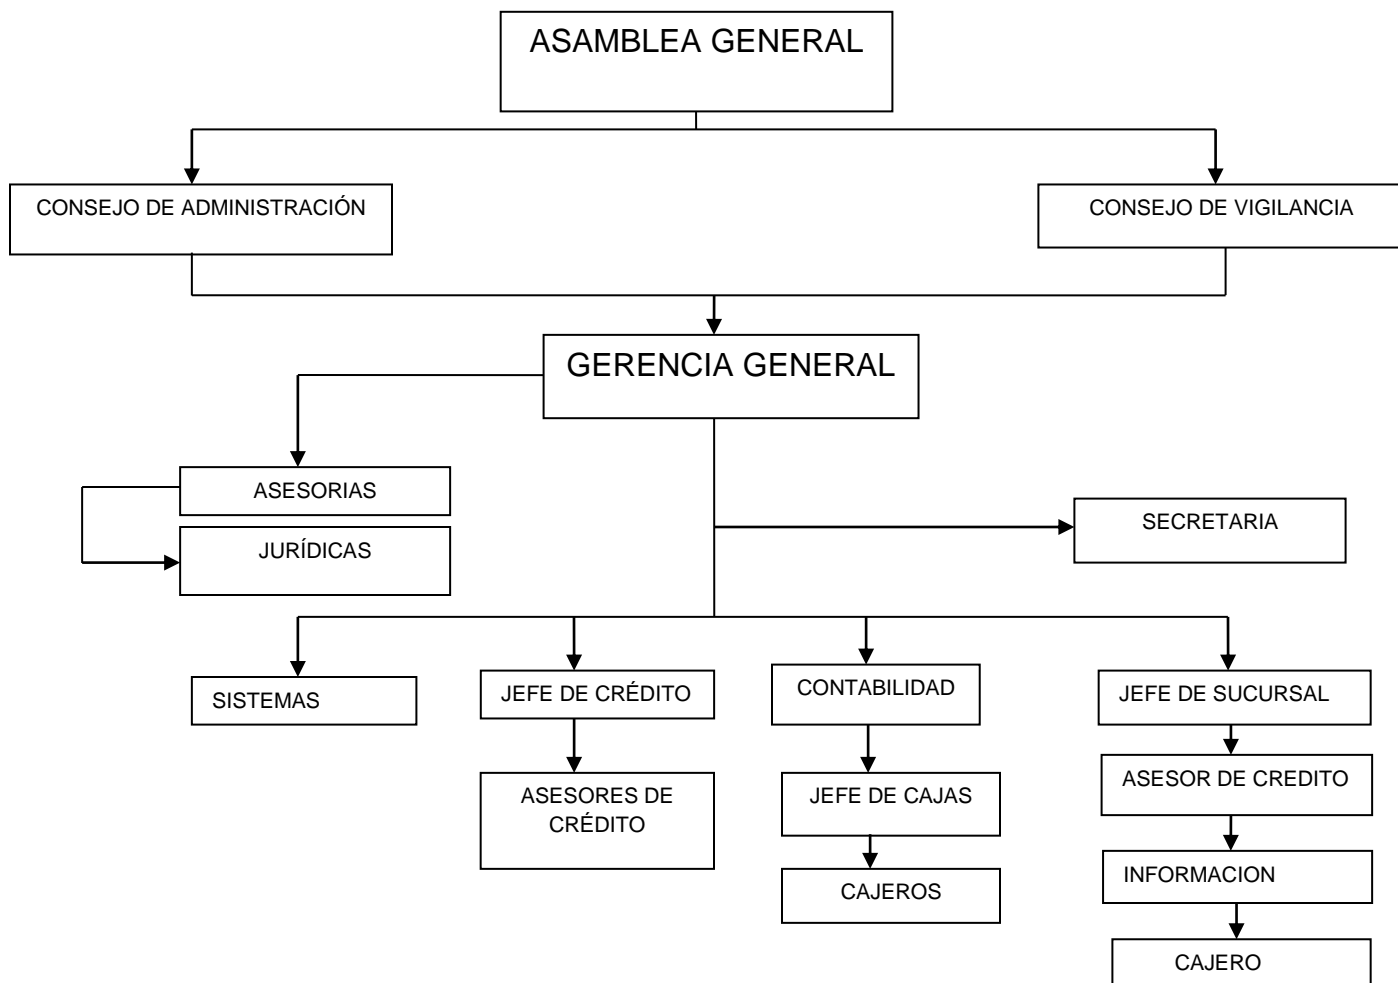 ASAMBLEA GENERAL
CONSEJO DE ADMINISTRACIÓN
CONSEJO DE VIGILANCIA
GERENCIA GENERAL
ASESORIAS
JURÍDICAS
SECRETARIA
SISTEMAS
JEFE DE CRÉDITO
CONTABILIDAD
JEFE DE SUCURSAL
ASESORES DE
CRÉDITO
JEFE DE CAJAS
ASESOR DE CREDITO
CAJEROS
INFORMACION
CAJERO